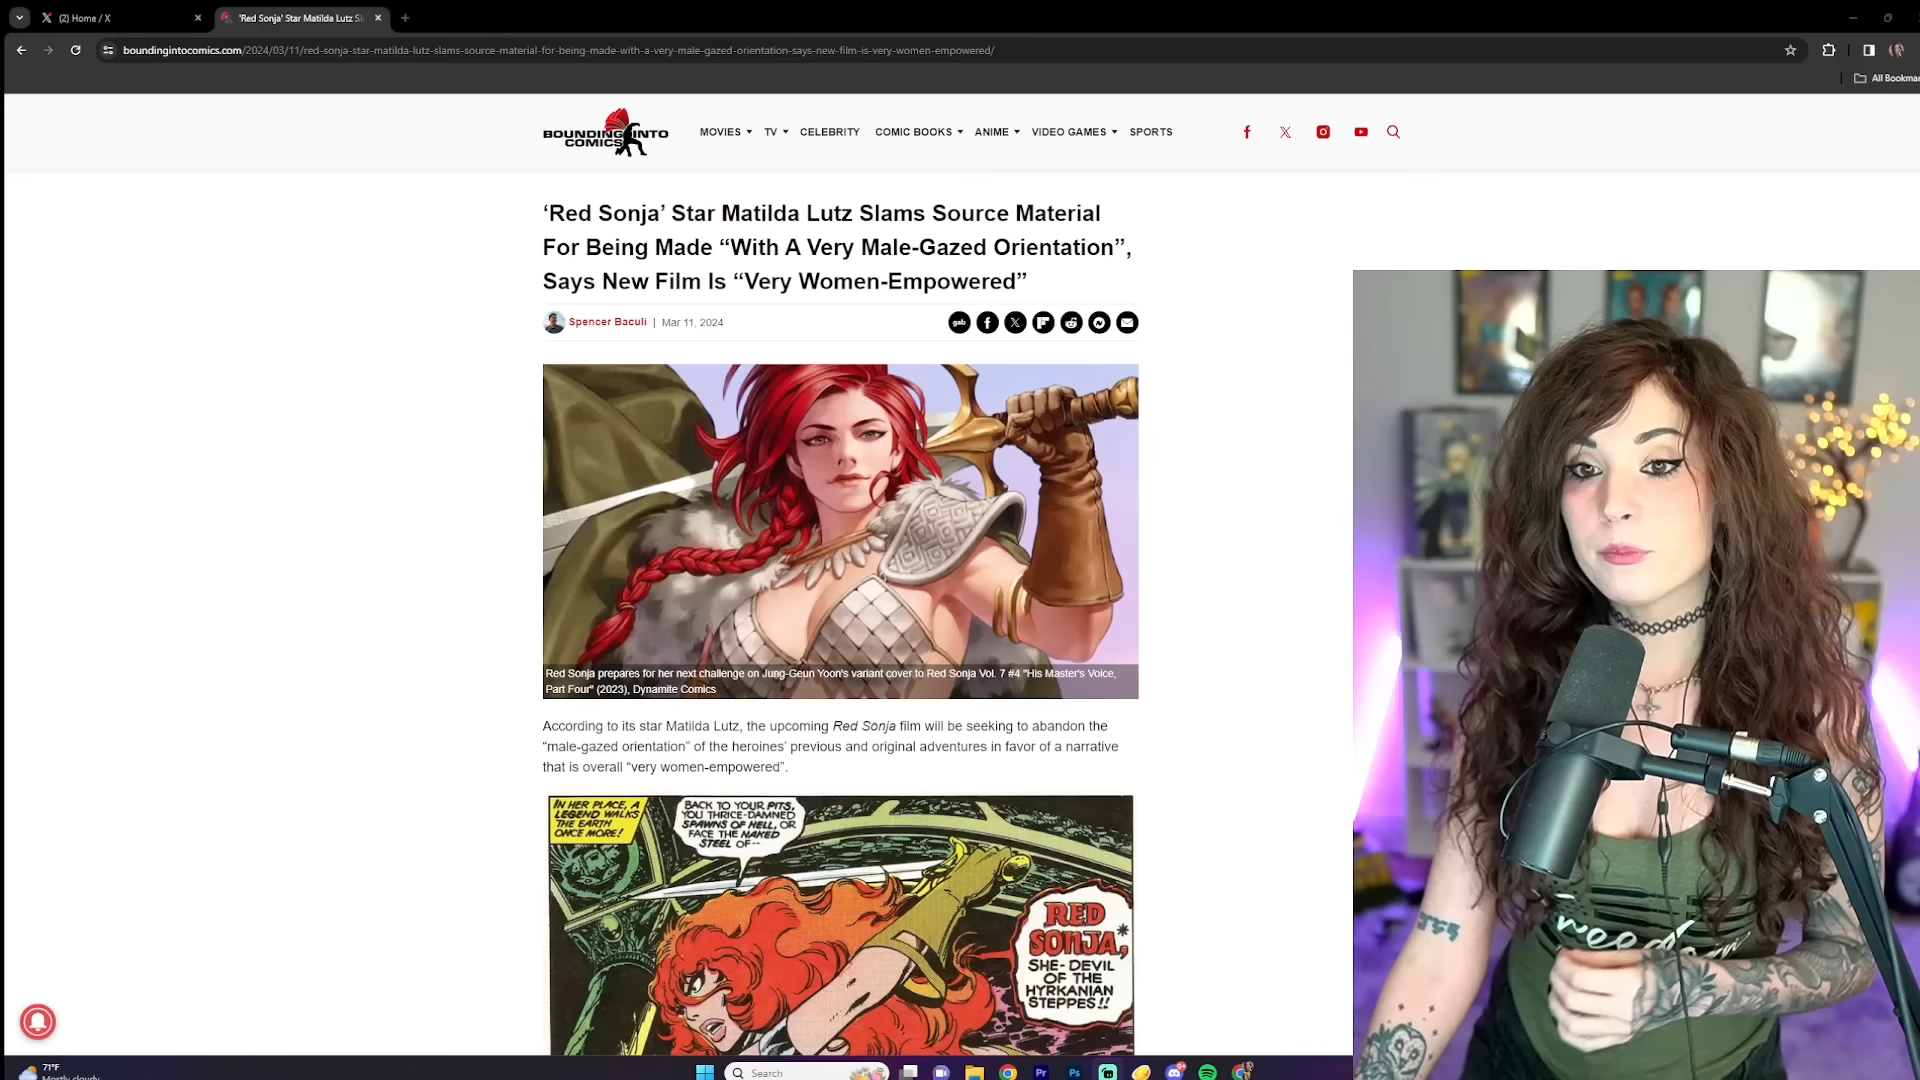 (2) Home / X
'Red Sonja' Star Matilda Lutz Sl
boundingintocomics.com/2024/03/11/red-sonja-star-matilda-lutz-slams-source-material-for-being-made-with-a-very-male-gazed-orientation-says-new-film-is-very-women-empowered/
All Bookmar
BOUNDING INTO
COMICS
MOVIES TV CELEBRITY COMIC BOOKS ANIME VIDEO GAMES SPORTS
‘Red Sonja’ Star Matilda Lutz Slams Source Material
For Being Made “With A Very Male-Gazed Orientation”,
Says New Film Is “Very Women-Empowered”
Spencer Baculi | Mar 11, 2024
gab
Red Sonja prepares for her next challenge on Jung-Geun Yoon's variant cover to Red Sonja Vol. 7 #4 "His Master's Voice,
Part Four" (2023), Dynamite Comics
According to its star Matilda Lutz, the upcoming Red Sonja film will be seeking to abandon the
“male-gazed orientation” of the heroines’ previous and original adventures in favor of a narrative
that is overall “very women-empowered”.
IN HER PLACE, A
LEGEND WALKS
THE EARTH
ONCE MORE!
BACK TO YOUR PITS,
YOU THRICE-DAMNED
SPAWNS OF HELL, OR
FACE THE NAKED
STEEL OF--
RED
SONJA,*
SHE-DEVIL
OF THE
HYRKANIAN
STEPPES!!
need
71°F
Mostly cloudy
Search
Pr
Ps